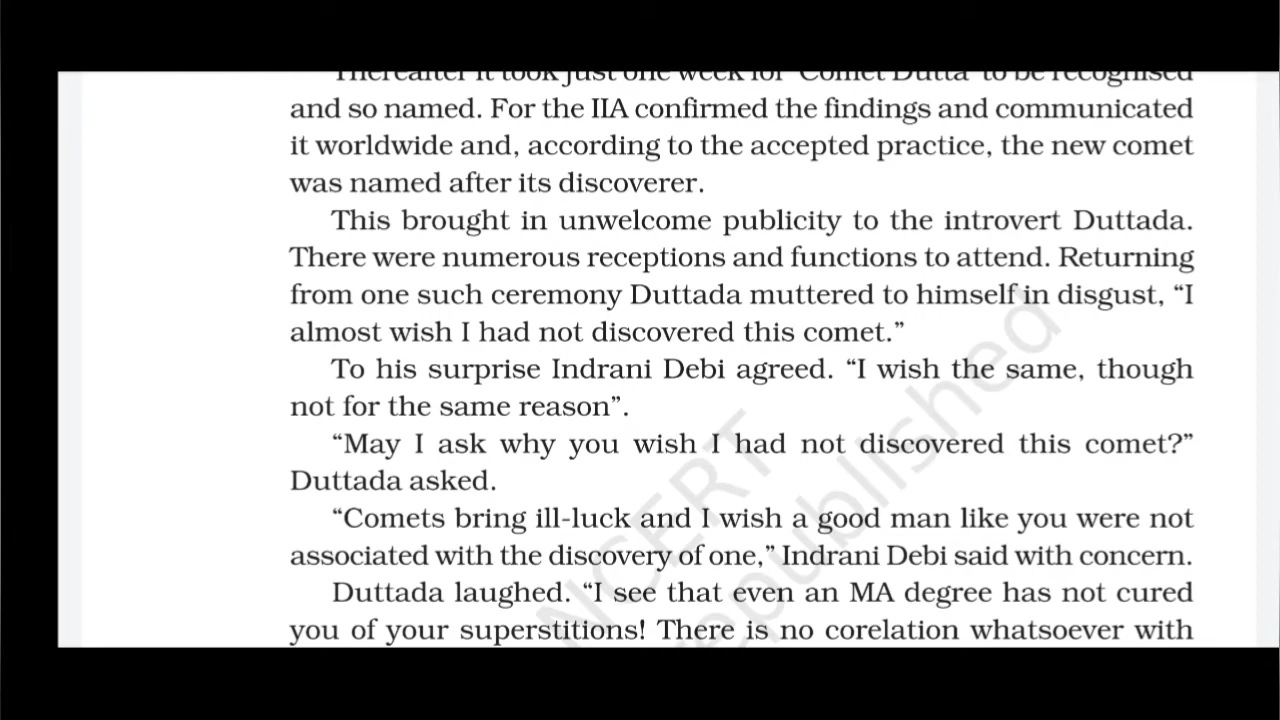 Thereafter it took just one week for 'Comet Dutta' to be recognised
and so named. For the IIA confirmed the findings and communicated
it worldwide and, according to the accepted practice, the new comet
was named after its discoverer.
This brought in unwelcome publicity to the introvert Duttada.
There were numerous receptions and functions to attend. Returning
from one such ceremony Duttada muttered to himself in disgust, “I
almost wish I had not discovered this comet.”
To his surprise Indrani Debi agreed. “I wish the same, though
not for the same reason”.
“May I ask why you wish I had not discovered this comet?”
Duttada asked.
“Comets bring ill-luck and I wish a good man like you were not
associated with the discovery of one,” Indrani Debi said with concern.
Duttada laughed. “I see that even an MA degree has not cured
you of your superstitions! There is no corelation whatsoever with
NCERT
republished